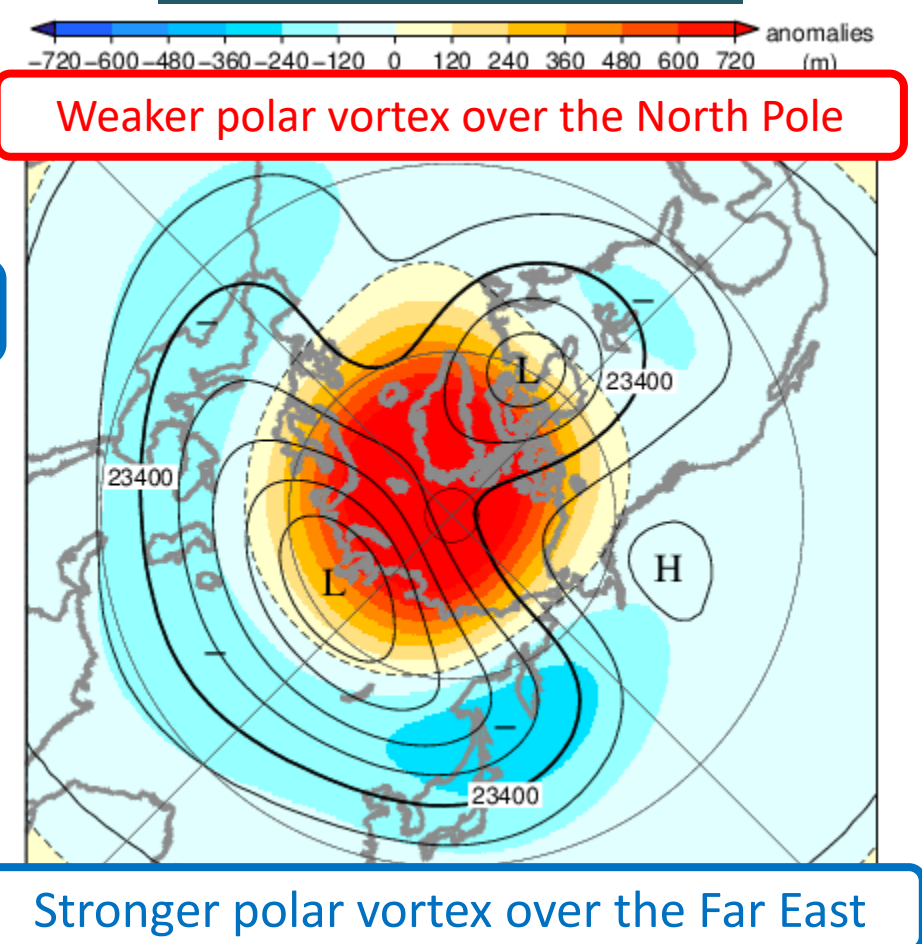 anomalies
−720 −600 −480 −360 −240 −120 0 120 240 360 480 600 720 (m)
Weaker polar vortex over the North Pole
L
23400
23400
H
L
23400
Stronger polar vortex over the Far East